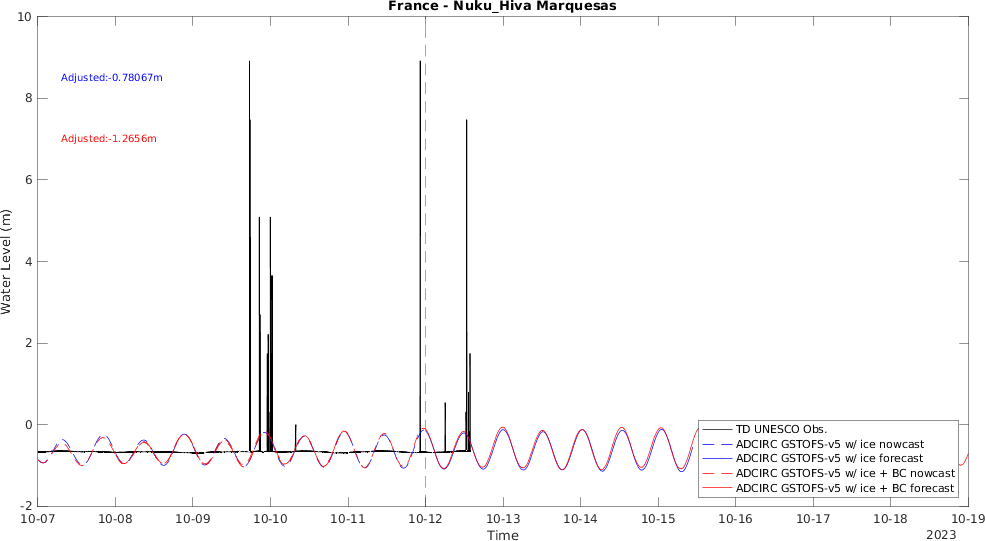 France - Nuku_Hiva Marquesas
10
8
6
4
2
0
-2
Water Level (m)
Adjusted:-0.78067m
Adjusted:-1.2656m
TD UNESCO Obs.
ADCIRC GSTOFS-v5 w/ ice nowcast
ADCIRC GSTOFS-v5 w/ ice forecast
ADCIRC GSTOFS-v5 w/ ice + BC nowcast
ADCIRC GSTOFS-v5 w/ ice + BC forecast
10-07 10-08 10-09 10-10 10-11 10-12 10-13 10-14 10-15 10-16 10-17 10-18 10-19
Time
2023